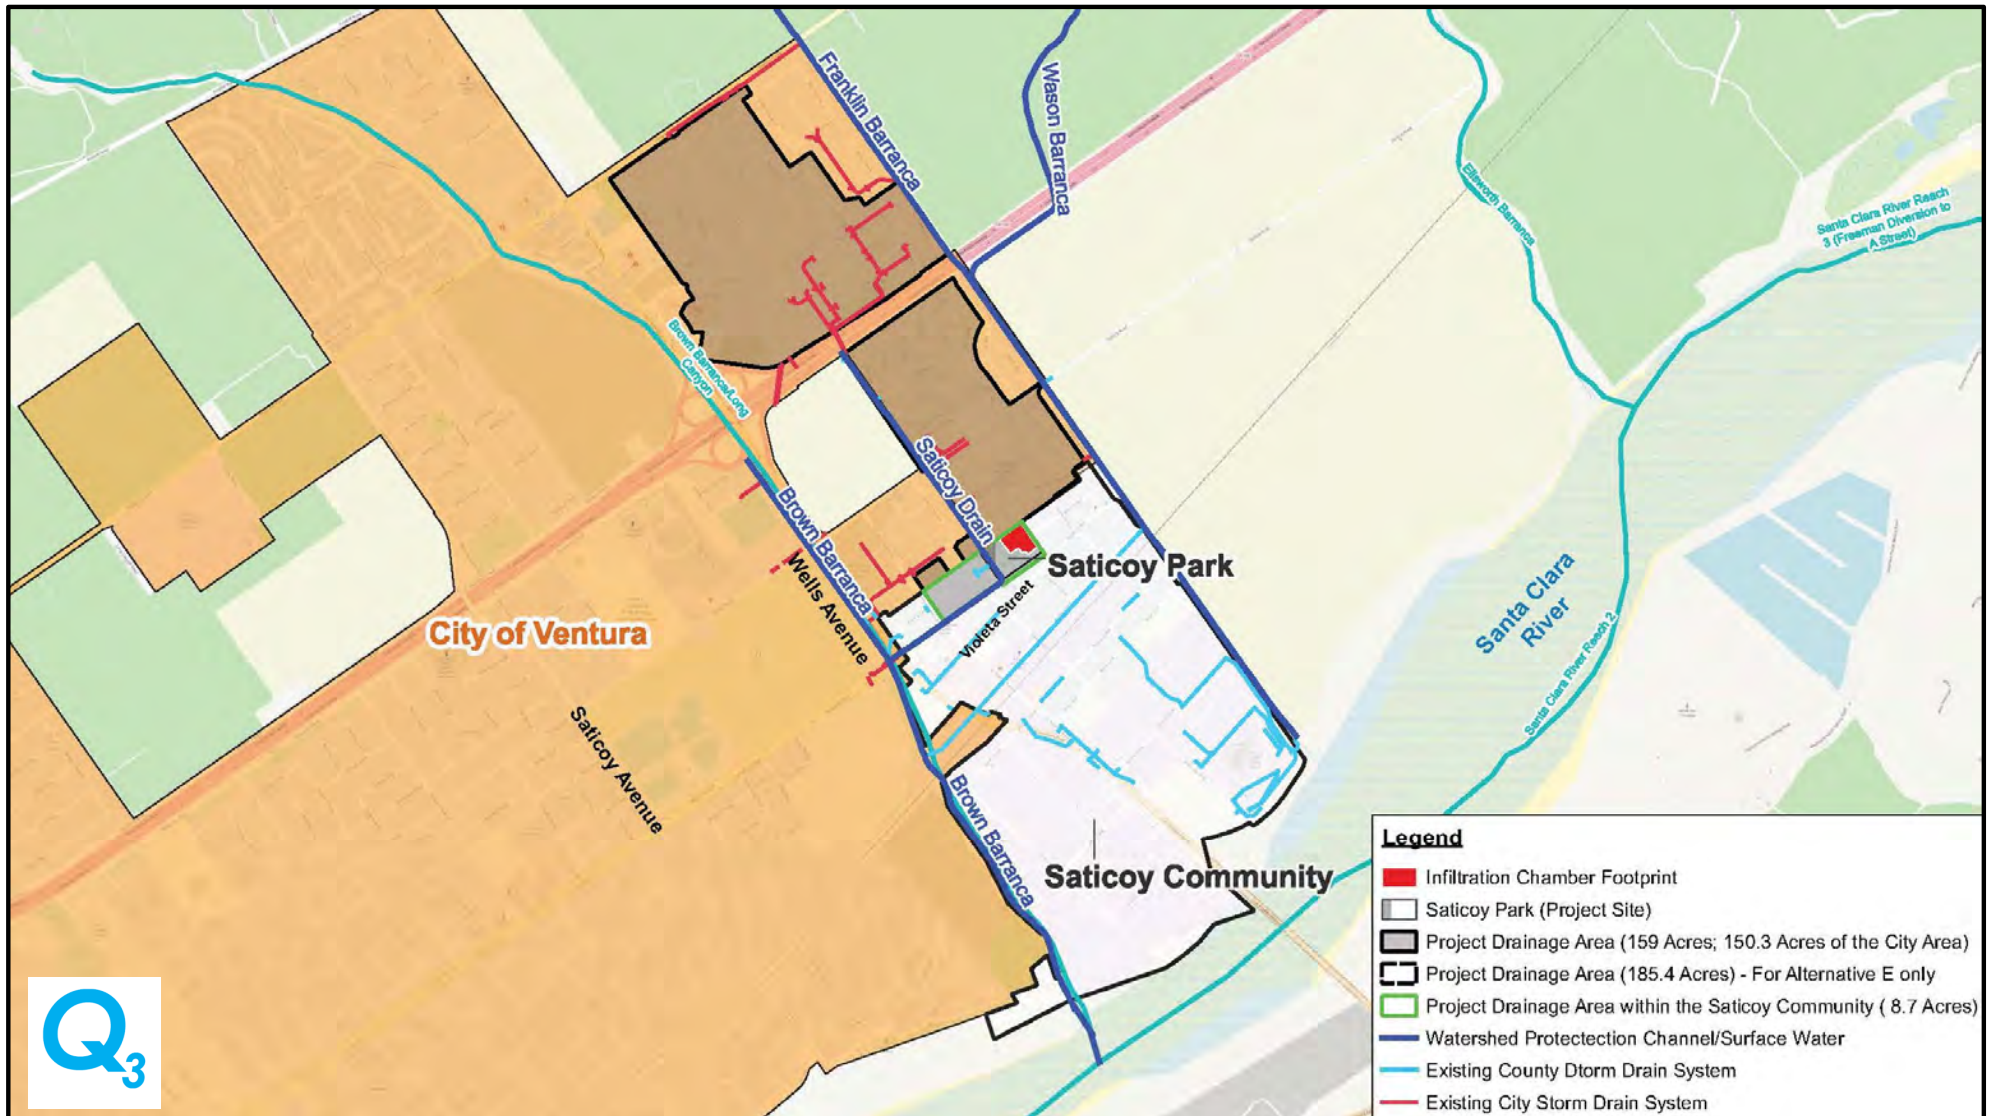 Franklin Barranca
Wason Barranca
Ellsworth Barranca
Santa Clara River Reach
3 (Freeman Diversion to
A Street)
Brown Barranca/Long
Canyon
Saticoy Drain
Brown Barranca
Wells Avenue
Saticoy Park
Violeta Street
City of Ventura
Santa Clara
River
Santa Clara River Reach 2
Saticoy Avenue
Brown Barranca
Saticoy Community
Legend
Infiltration Chamber Footprint
Saticoy Park (Project Site)
Project Drainage Area (159 Acres; 150.3 Acres of the City Area)
Project Drainage Area (185.4 Acres) - For Alternative E only
Project Drainage Area within the Saticoy Community ( 8.7 Acres)
Watershed Protectection Channel/Surface Water
Existing County Dtorm Drain System
Existing City Storm Drain System
Q3